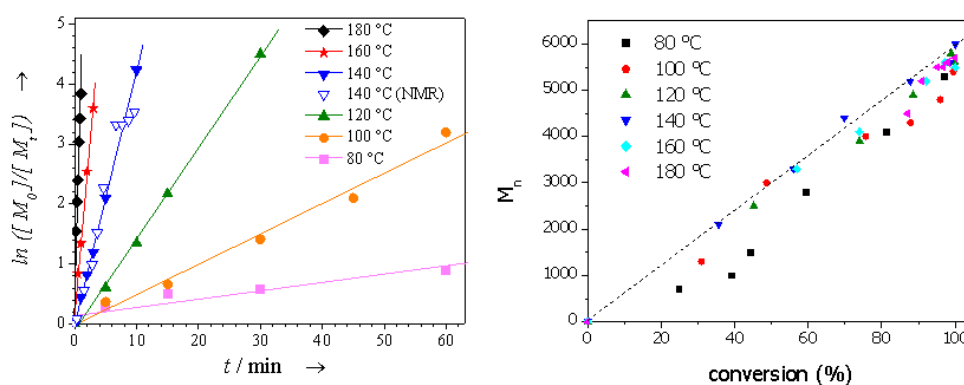 5
4
3
2
1
0
0
10
20
30
40
50
60
ln ([M₀]/[Mₜ]) →
t / min →
180 °C
160 °C
140 °C
140 °C (NMR)
120 °C
100 °C
80 °C
6000
5000
4000
3000
2000
1000
0
0
20
40
60
80
100
Mₙ
conversion (%)
80 ºC
100 ºC
120 ºC
140 ºC
160 ºC
180 ºC